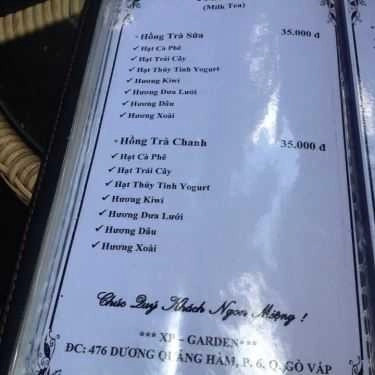 (Milk Tea)
- Hồng Trà Sữa 35.000 đ
✓ Hạt Cà Phê
✓ Hạt Trái Cây
✓ Hạt Thủy Tinh Yogurt
✓ Hương Kiwi
✓ Hương Dưa Lưới
✓ Hương Dâu
✓ Hương Xoài
- Hồng Trà Chanh 35.000 đ
✓ Hạt Cà Phê
✓ Hạt Trái Cây
✓ Hạt Thủy Tinh Yogurt
✓ Hương Kiwi
✓ Hương Dưa Lưới
✓ Hương Dâu
✓ Hương Xoài
Chúc Quý Khách Ngon Miệng !
*** XP - GARDEN***
ĐC: 476 DƯƠNG QUẢNG HÀM, P. 6, Q.GÒ VẤP